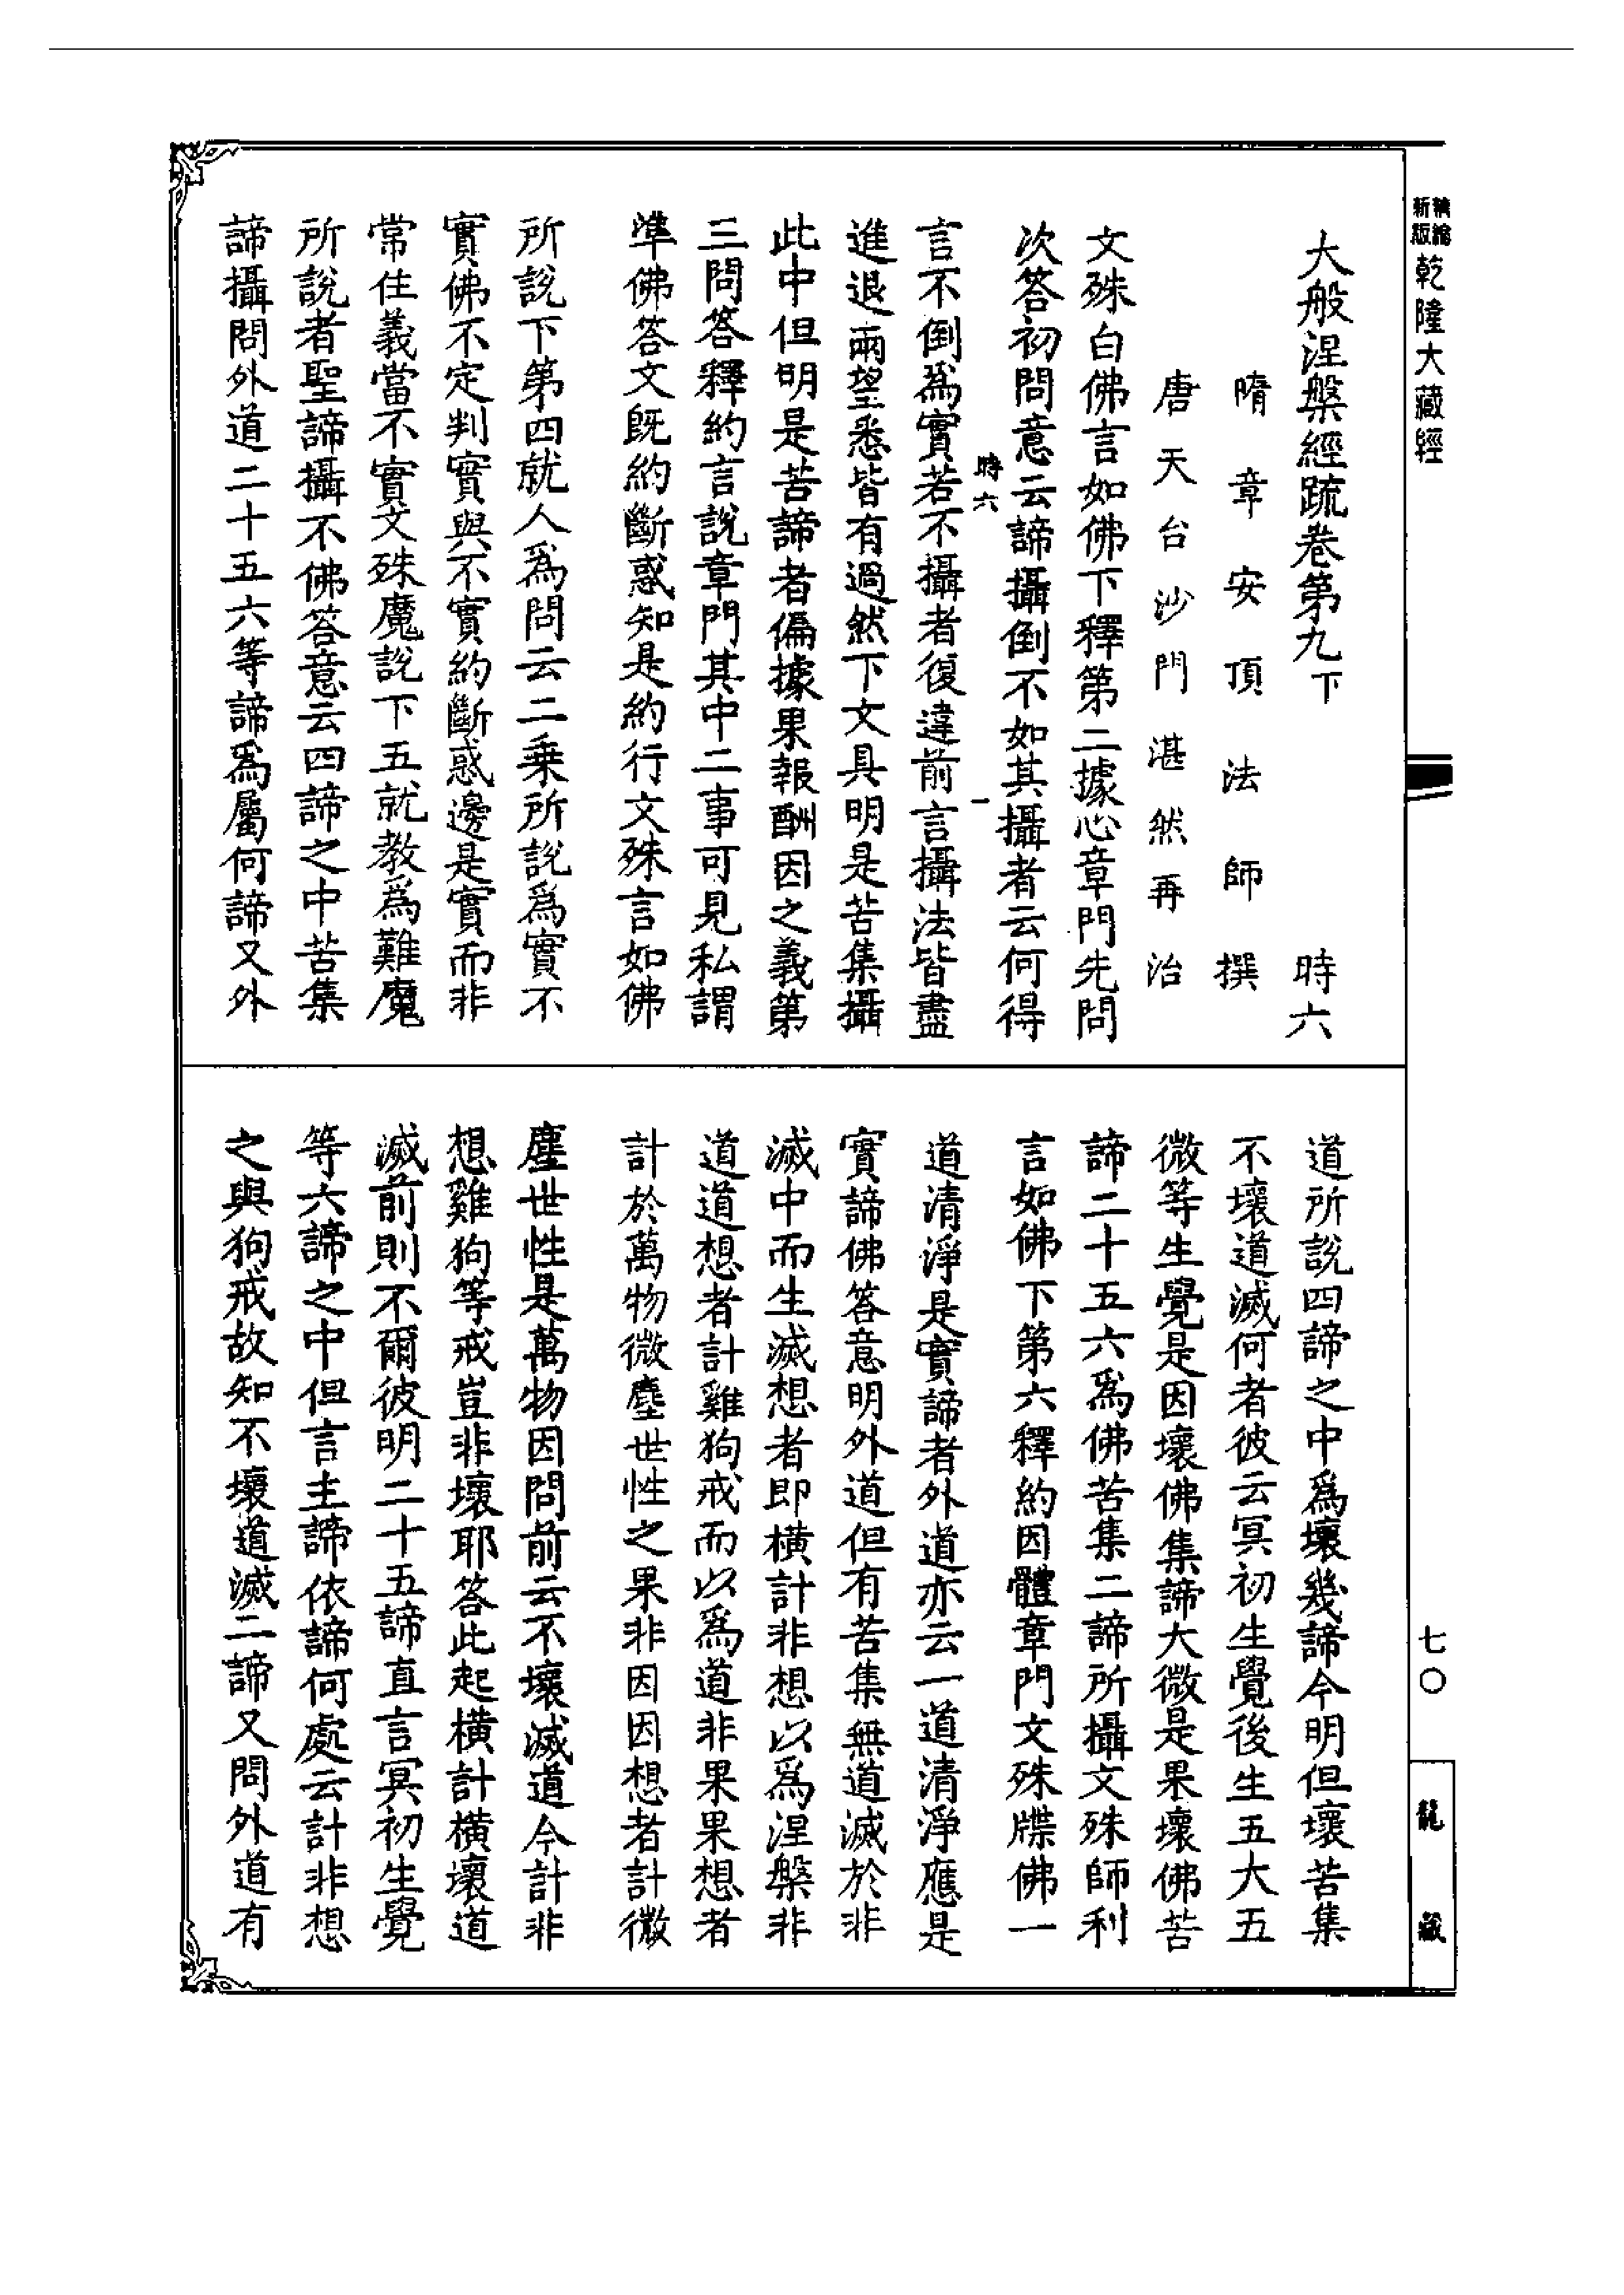 新版精縮乾隆大藏經
大般涅槃經疏卷第九下 時六
隋章安頂法師撰
唐天台沙門湛然再治
文殊白佛言如佛下釋第二據心章門先問
次答初問意云諦攝倒不如其攝者云何得
時六 一
言不倒爲實若不攝者復違前言攝法皆盡
進退兩望悉皆有過然下文具明是苦集攝
此中但明是苦諦者偏據果報酬因之義第
三問答釋約言說章門其中二事可見私謂
準佛答文既約斷惑知是約行文殊言如佛
所說下第四就人爲問云二乘所說爲實不
實佛不定判實與不實約斷惑邊是實而非
常住義當不實文殊魔說下五就教爲難魔
所說者聖諦攝不佛答意云四諦之中苦集
諦攝問外道二十五六等諦爲屬何諦又外
道所說四諦之中爲壞幾諦今明但壞苦集
不壞道滅何者彼云冥初生覺後生五大五
微等生覺是因壞佛集諦大微是果壞佛苦
諦二十五六爲佛苦集二諦所攝文殊師利
言如佛下第六釋約因體章門文殊牒佛一
道清淨是實諦者外道亦云一道清淨應是
實諦佛答意明外道但有苦集無道滅於非
滅中而生滅想者即橫計非想以爲涅槃非
道道想者計雞狗戒而以爲道非果果想者
計於萬物微塵世性之果非因因想者計微
塵世性是萬物因問前云不壞滅道今計非
想雞狗等戒豈非壞耶答此起橫計橫壞道
滅前則不爾彼明二十五諦直言冥初生覺
等六諦之中但言主諦依諦何處云計非想
之與狗戒故知不壞道滅二諦又問外道有
七〇
龍藏